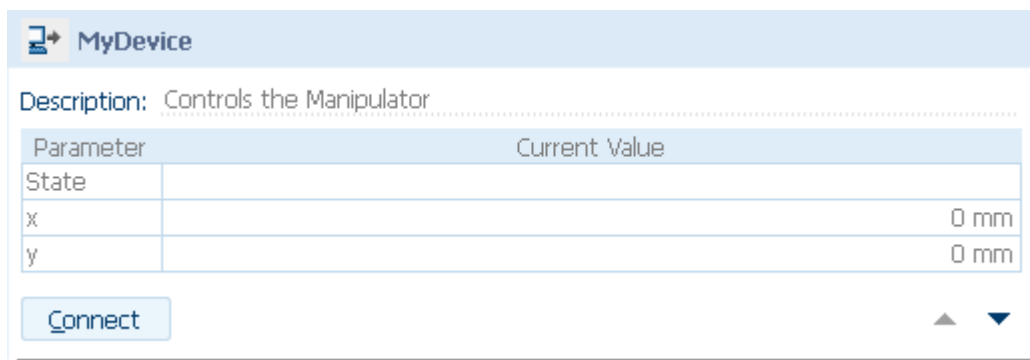 MyDevice
Description: Controls the Manipulator
Parameter Current Value
State
x 0 mm
y 0 mm
Connect